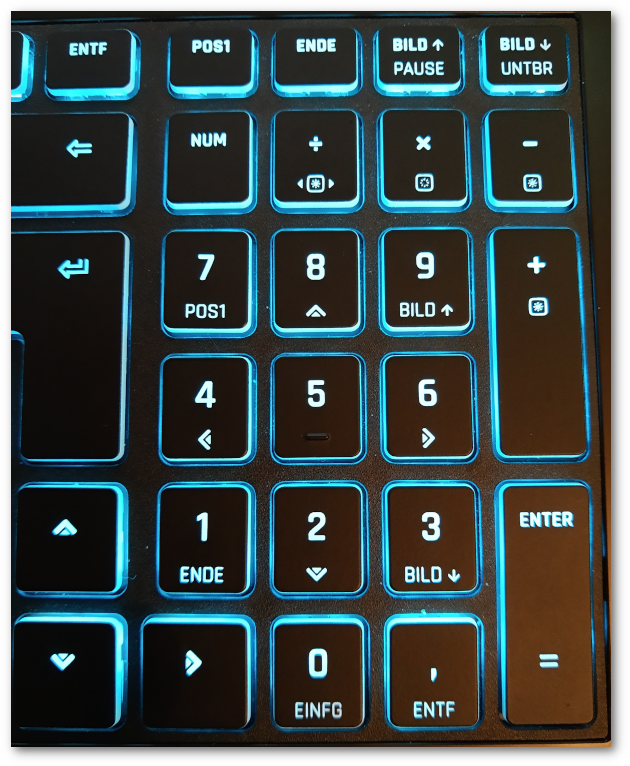 ENTF POS1 ENDE BILD ↑ BILD ↓
PAUSE UNTBR
⇐ NUM + × −
7 8 9 +
POS1 BILD ↑
4 5 6
1 2 3 ENTER
ENDE BILD ↓
0 , =
EINFG ENTF